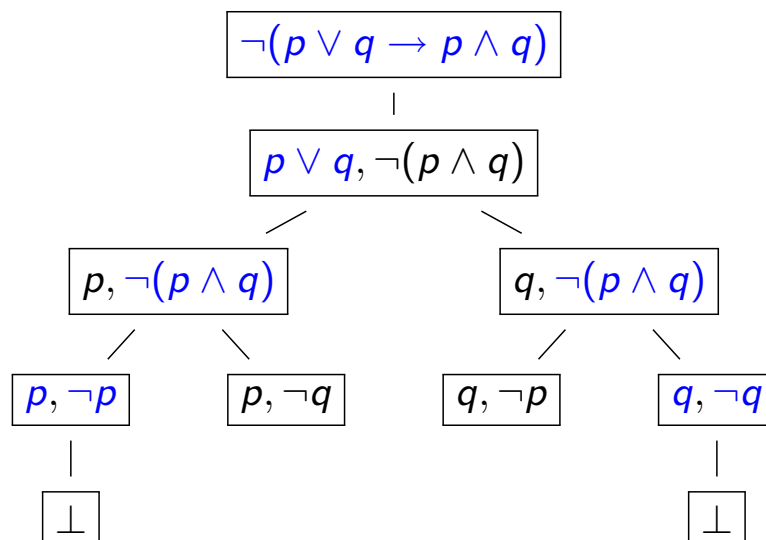 ¬(p ∨ q → p ∧ q)
p ∨ q, ¬(p ∧ q)
p, ¬(p ∧ q) q, ¬(p ∧ q)
p, ¬p p, ¬q q, ¬p q, ¬q
⊥ ⊥